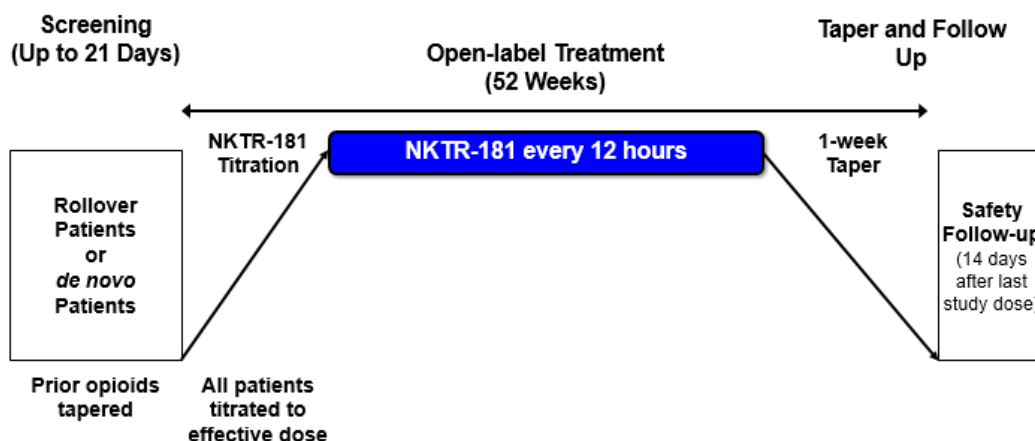 Screening
(Up to 21 Days)
Open-label Treatment
(52 Weeks)
Taper and Follow
Up
NKTR-181
Titration
NKTR-181 every 12 hours
1-week
Taper
Rollover
Patients
or
de novo
Patients
Safety
Follow-up
(14 days
after last
study dose)
Prior opioids
tapered
All patients
titrated to
effective dose